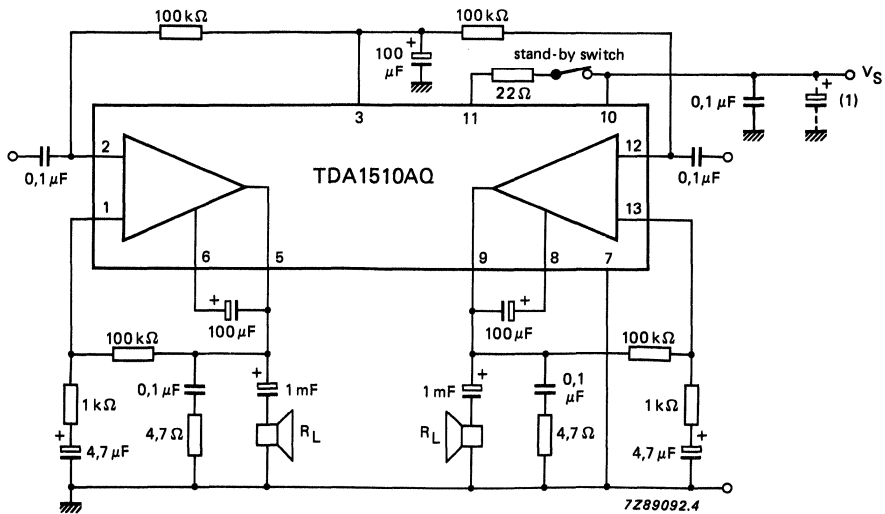 100 kΩ
100 kΩ
+
100
μF
stand-by switch
22Ω
V_S
0,1 μF
+
(1)
3
11
10
2
12
0,1 μF
TDA1510AQ
0,1 μF
1
13
6
5
9
8
7
+
100 μF
+
100 μF
100 kΩ
100 kΩ
0,1 μF
+
1 mF
1 mF
+
0,1
μF
1 kΩ
1 kΩ
4,7 Ω
R_L
R_L
4,7 Ω
+
4,7 μF
+
4,7 μF
7Z89092.4